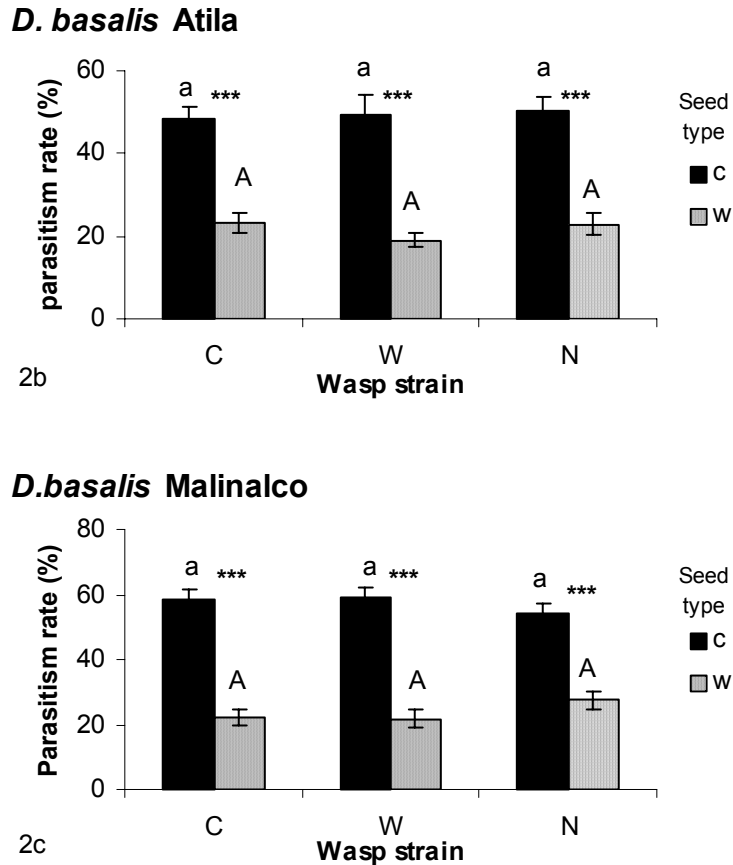 D. basalis Atila
parasitism rate (%)
60
40
20
0
a
***
A
a
***
A
a
***
A
C
W
N
Wasp strain
Seed
type
c
w
2b
D.basalis Malinalco
Parasitism rate (%)
80
60
40
20
0
a
***
A
a
***
A
a
***
A
C
W
N
Wasp strain
Seed
type
c
w
2c